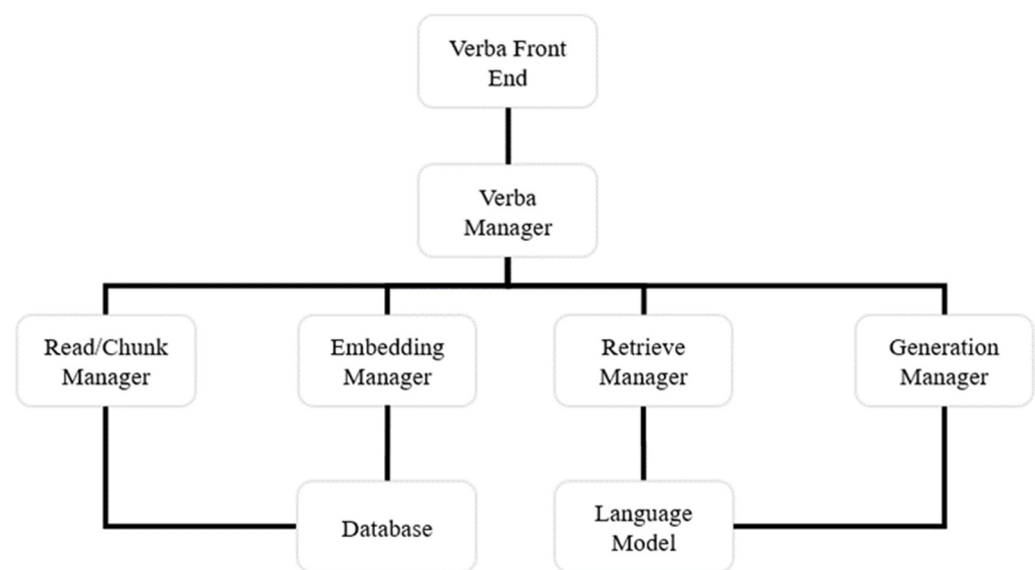 Verba Front
End
Verba
Manager
Read/Chunk
Manager
Embedding
Manager
Retrieve
Manager
Generation
Manager
Database
Language
Model